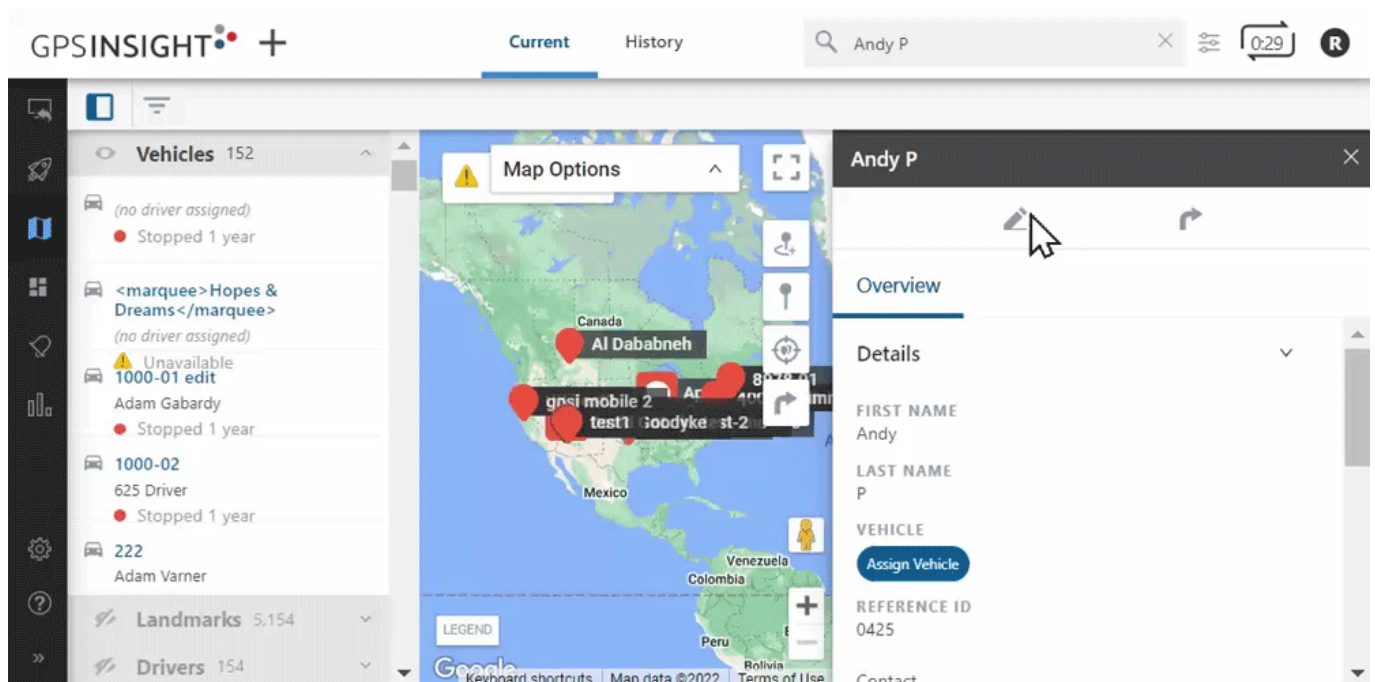 GPSINSIGHT
Current
History
Andy P
0:29
R
Vehicles 152
(no driver assigned)
Stopped 1 year
<marquee>Hopes &
Dreams</marquee>
(no driver assigned)
Unavailable
1000-01 edit
Adam Gabardy
Stopped 1 year
1000-02
625 Driver
Stopped 1 year
222
Adam Varner
Landmarks 5,154
Drivers 154
Map Options
Canada
Al Dababneh
gpsi mobile 2
test1
Goodyke
st-2
Mexico
Venezuela
Colombia
Peru
Bolivia
LEGEND
Google
Keyboard shortcuts
Map data ©2022
Terms of Use
Andy P
Overview
Details
FIRST NAME
Andy
LAST NAME
P
VEHICLE
Assign Vehicle
REFERENCE ID
0425
Contact